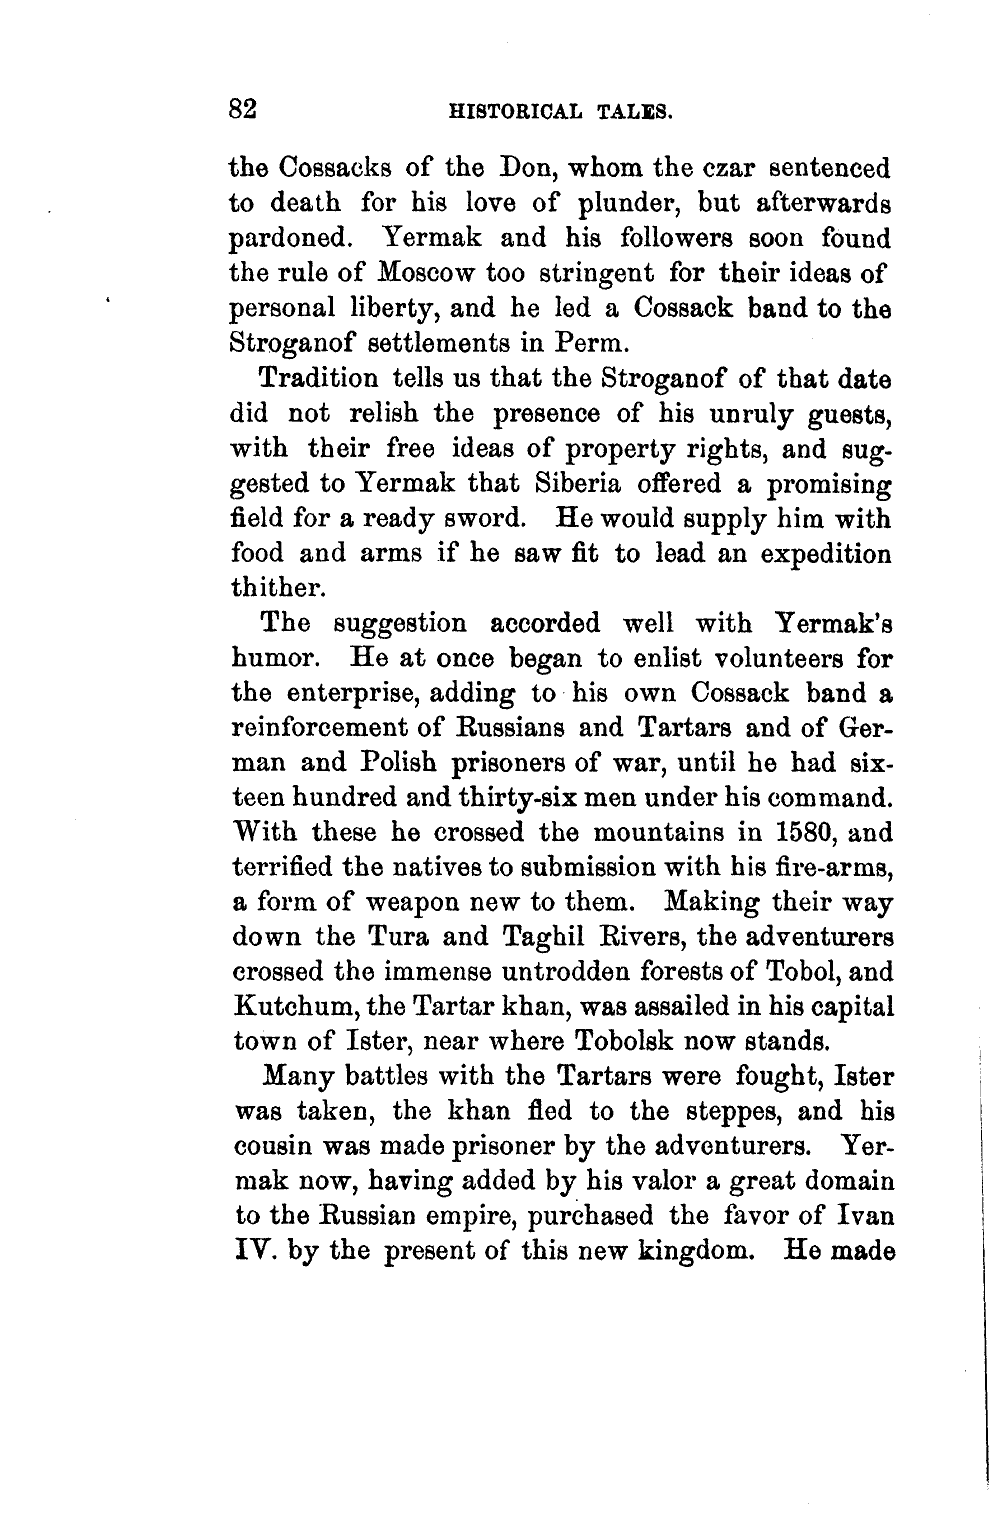 82 HISTORICAL TALES.
the Cossacks of the Don, whom the czar sentenced
to death for his love of plunder, but afterwards
pardoned. Yermak and his followers soon found
the rule of Moscow too stringent for their ideas of
personal liberty, and he led a Cossack band to the
Stroganof settlements in Perm.
Tradition tells us that the Stroganof of that date
did not relish the presence of his unruly guests,
with their free ideas of property rights, and sug-
gested to Yermak that Siberia offered a promising
field for a ready sword. He would supply him with
food and arms if he saw fit to lead an expedition
thither.
The suggestion accorded well with Yermak's
humor. He at once began to enlist volunteers for
the enterprise, adding to his own Cossack band a
reinforcement of Russians and Tartars and of Ger-
man and Polish prisoners of war, until he had six-
teen hundred and thirty-six men under his command.
With these he crossed the mountains in 1580, and
terrified the natives to submission with his fire-arms,
a form of weapon new to them. Making their way
down the Tura and Taghil Rivers, the adventurers
crossed the immense untrodden forests of Tobol, and
Kutchum, the Tartar khan, was assailed in his capital
town of Ister, near where Tobolsk now stands.
Many battles with the Tartars were fought, Ister
was taken, the khan fled to the steppes, and his
cousin was made prisoner by the adventurers. Yer-
mak now, having added by his valor a great domain
to the Russian empire, purchased the favor of Ivan
IV. by the present of this new kingdom. He made